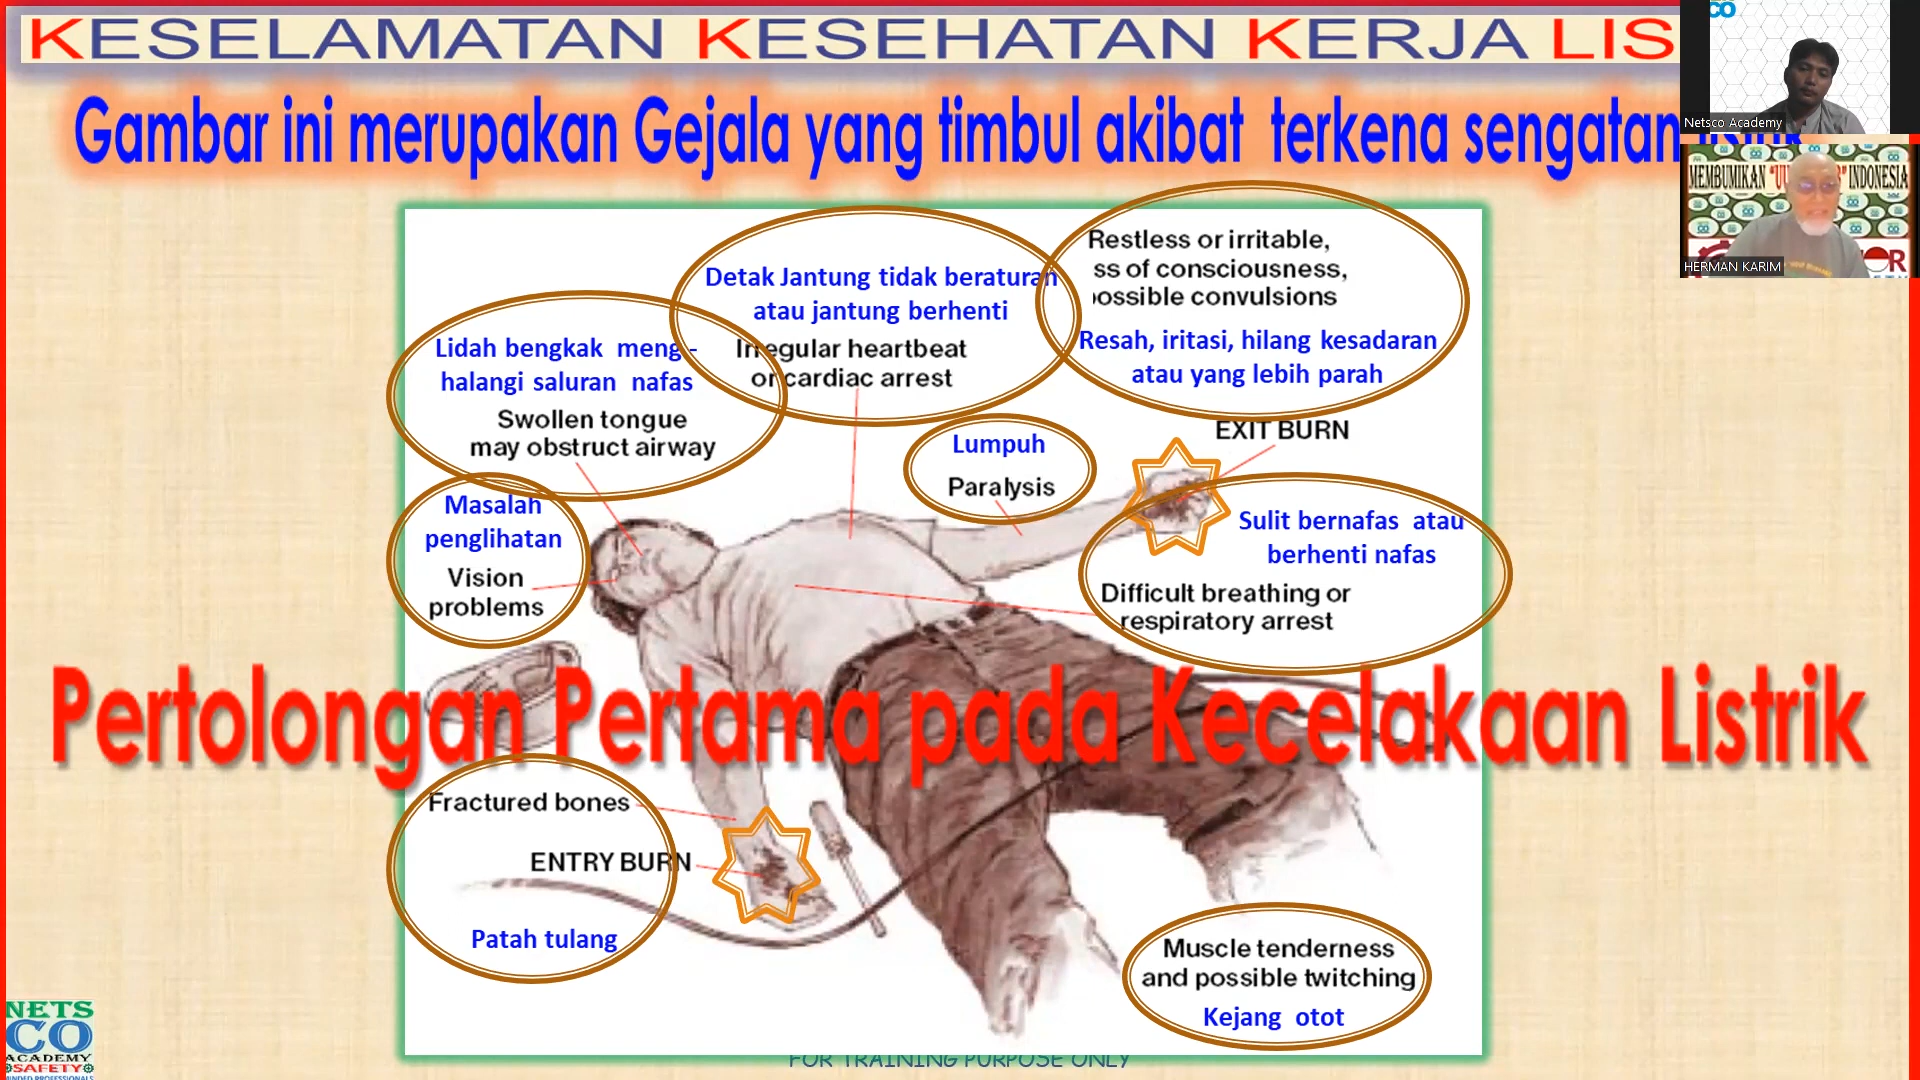 KESELAMATAN KESEHATAN KERJA LIS
Gambar ini merupakan Gejala yang timbul akibat terkena sengatan
CO
Netsco Academy
MEMBUMIKAN INDONESIA
HERMAN KARIM
Detak Jantung tidak beraturan
atau jantung berhenti
Irregular heartbeat
or cardiac arrest
Restless or irritable,
ss of consciousness,
possible convulsions
Resah, iritasi, hilang kesadaran
atau yang lebih parah
Lidah bengkak meng-
halangi saluran nafas
Swollen tongue
may obstruct airway
EXIT BURN
Lumpuh
Paralysis
Masalah
penglihatan
Vision
problems
Sulit bernafas atau
berhenti nafas
Difficult breathing or
respiratory arrest
Pertolongan Pertama pada Kecelakaan Listrik
Fractured bones
ENTRY BURN
Patah tulang
Muscle tenderness
and possible twitching
Kejang otot
NETS
CO
ACADEMY
SAFETY
MINDED PROFESSIONALS
FOR TRAINING PURPOSE ONLY